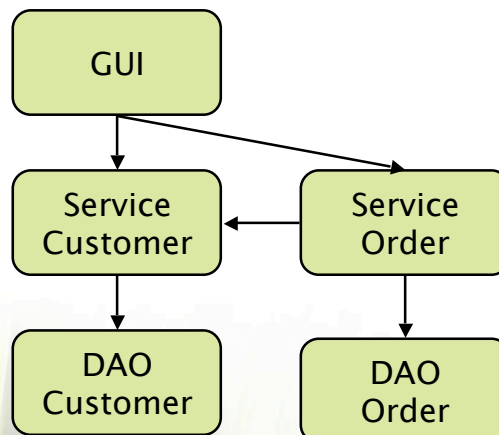 GUI
Service
Customer
Service
Order
DAO
Customer
DAO
Order